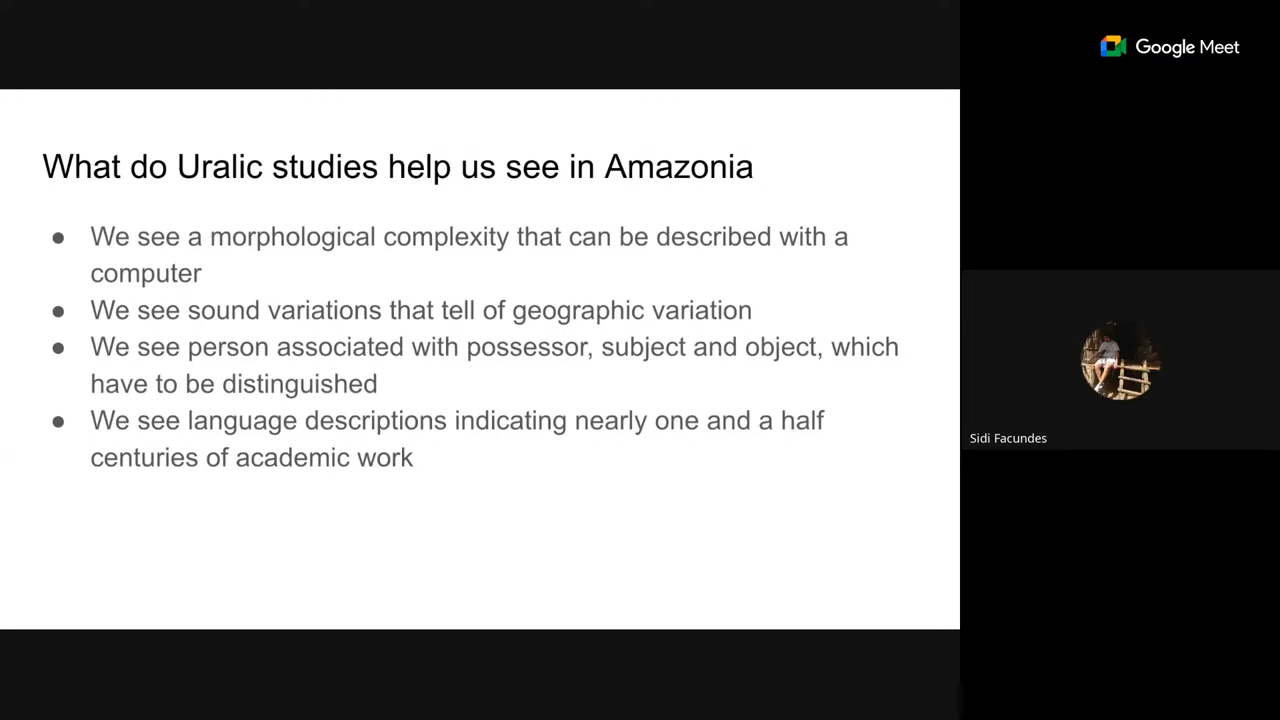 Google Meet
What do Uralic studies help us see in Amazonia
● We see a morphological complexity that can be described with a
computer
● We see sound variations that tell of geographic variation
● We see person associated with possessor, subject and object, which
have to be distinguished
● We see language descriptions indicating nearly one and a half
centuries of academic work
Sidi Facundes